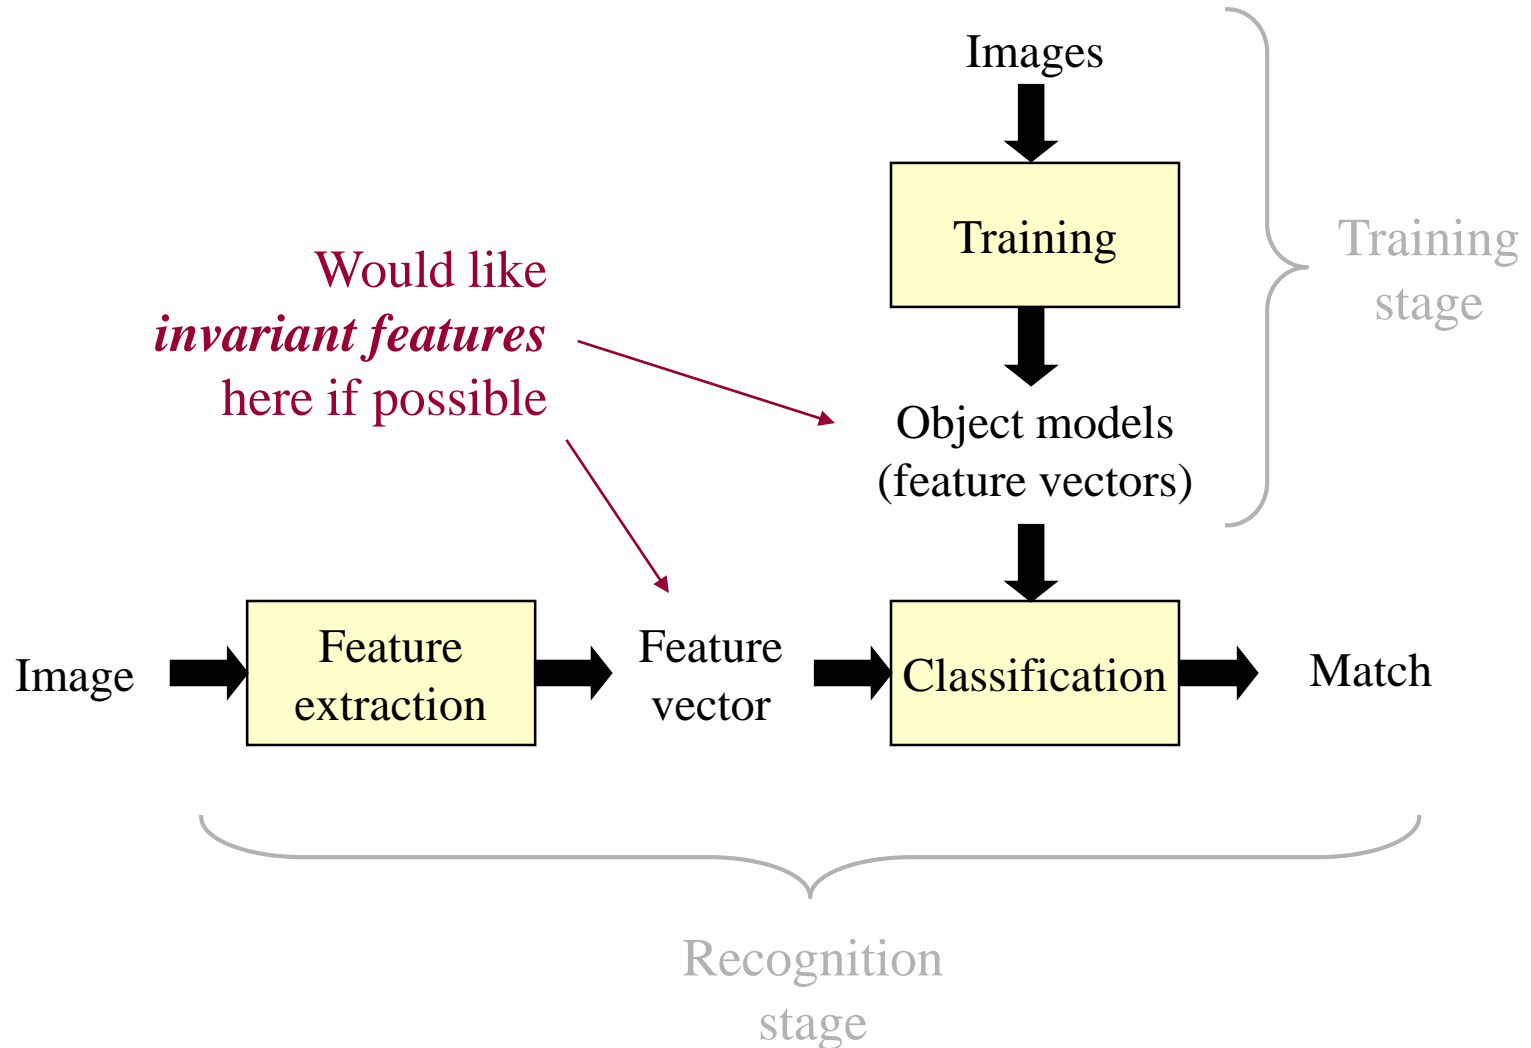 Images
Training
Training
stage
Would like
invariant features
here if possible
Object models
(feature vectors)
Image
Feature
extraction
Feature
vector
Classification
Match
Recognition
stage